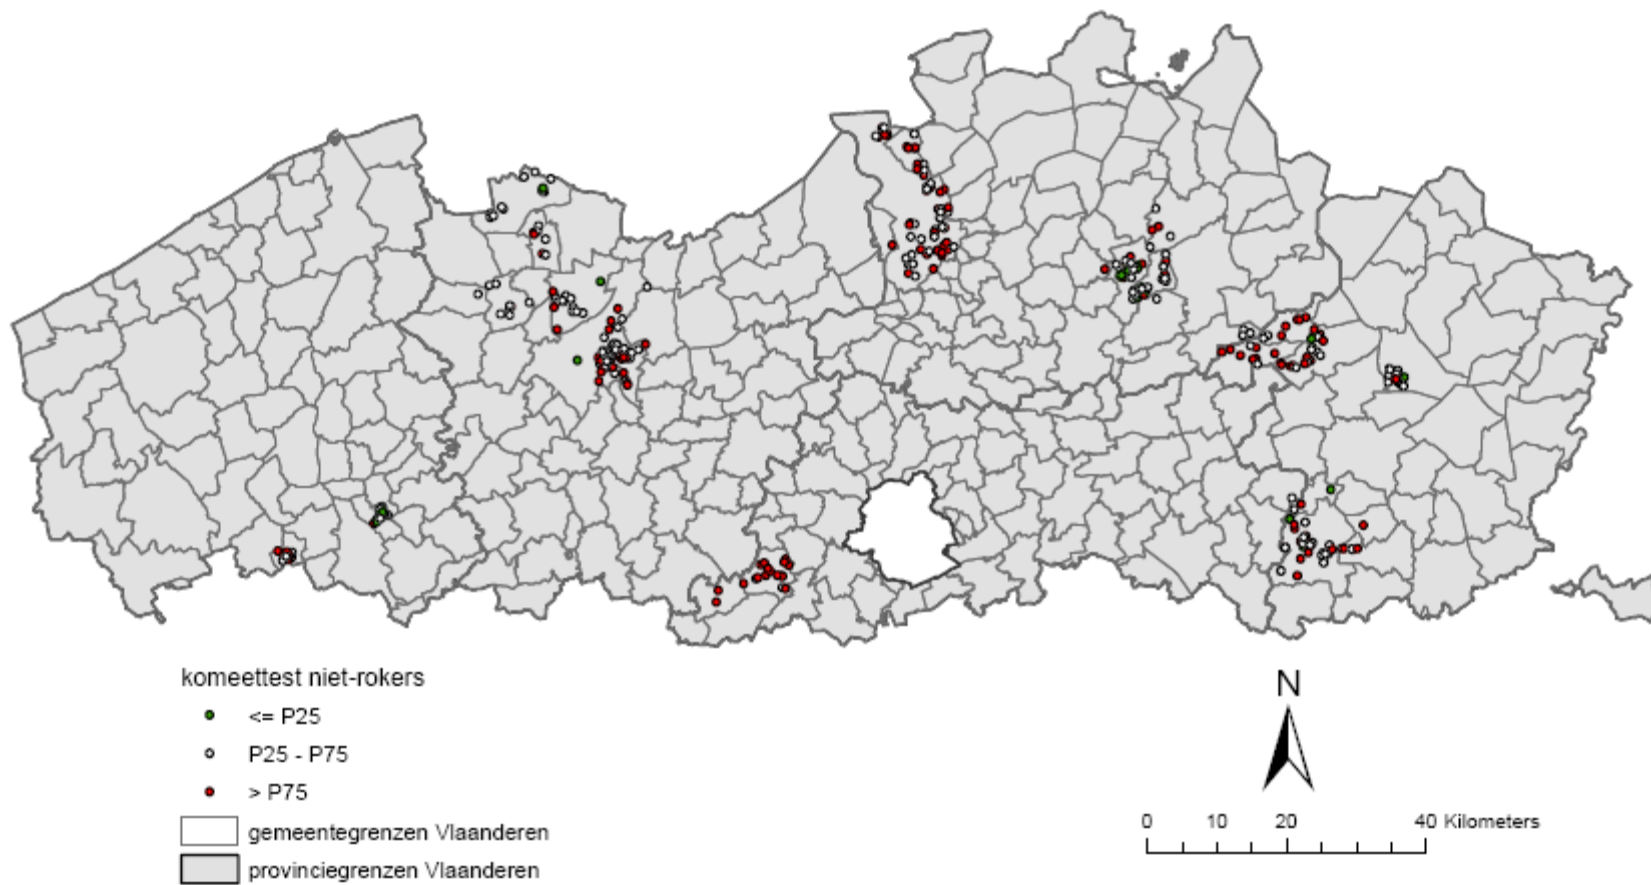 komeettest niet-rokers
<= P25
P25 - P75
> P75
gemeentegrenzen Vlaanderen
provinciegrenzen Vlaanderen
N
0 10 20 40 Kilometers